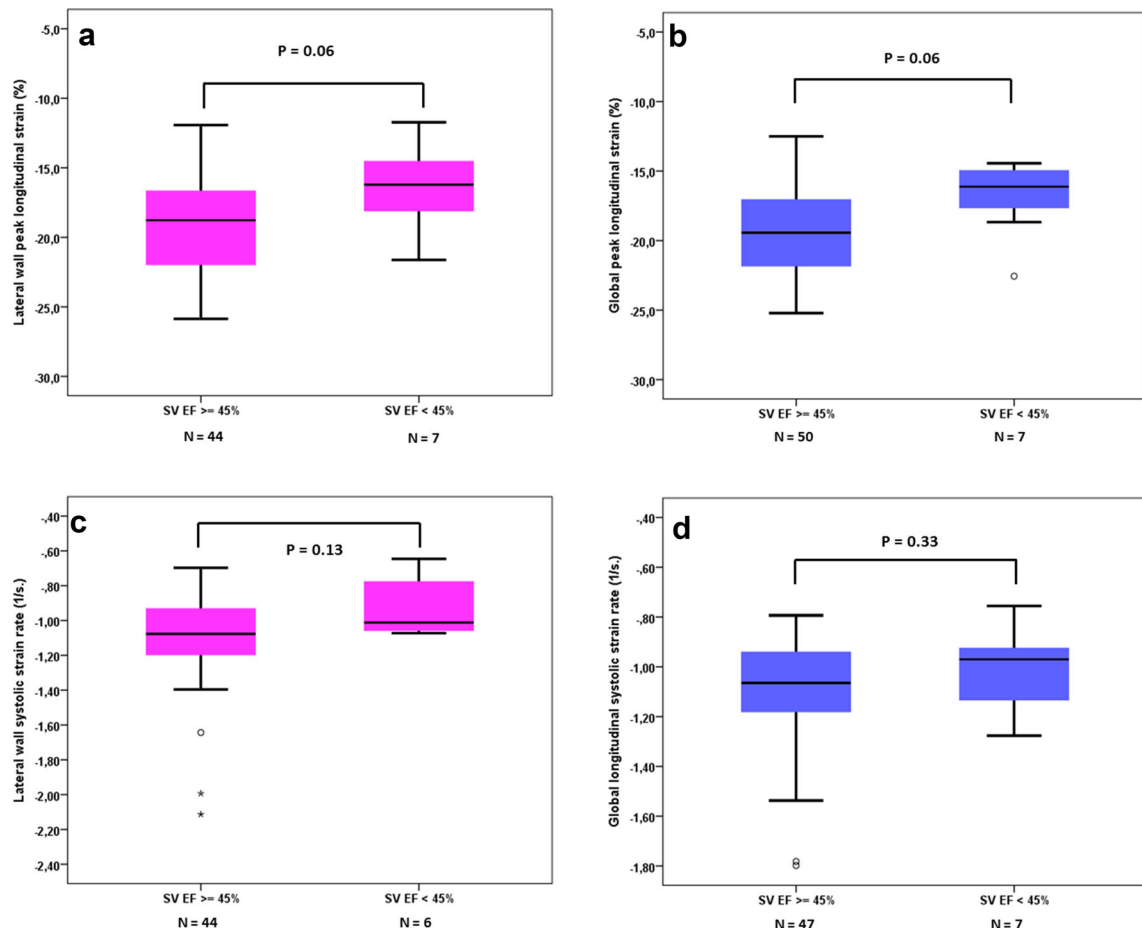 a
P = 0.06
Lateral wall peak longitudinal strain (%)
-5,0
-10,0
-15,0
-20,0
-25,0
-30,0
SV EF >= 45%
SV EF < 45%
N = 44
N = 7
b
P = 0.06
Global peak longitudinal strain (%)
-5,0
-10,0
-15,0
-20,0
-25,0
-30,0
SV EF >= 45%
SV EF < 45%
N = 50
N = 7
c
P = 0.13
Lateral wall systolic strain rate (1/s.)
-,40
-,60
-,80
-1,00
-1,20
-1,40
-1,60
-1,80
-2,00
-2,20
-2,40
SV EF >= 45%
SV EF < 45%
N = 44
N = 6
d
P = 0.33
Global longitudinal systolic strain rate (1/s.)
-,40
-,60
-,80
-1,00
-1,20
-1,40
-1,60
-1,80
SV EF >= 45%
SV EF < 45%
N = 47
N = 7